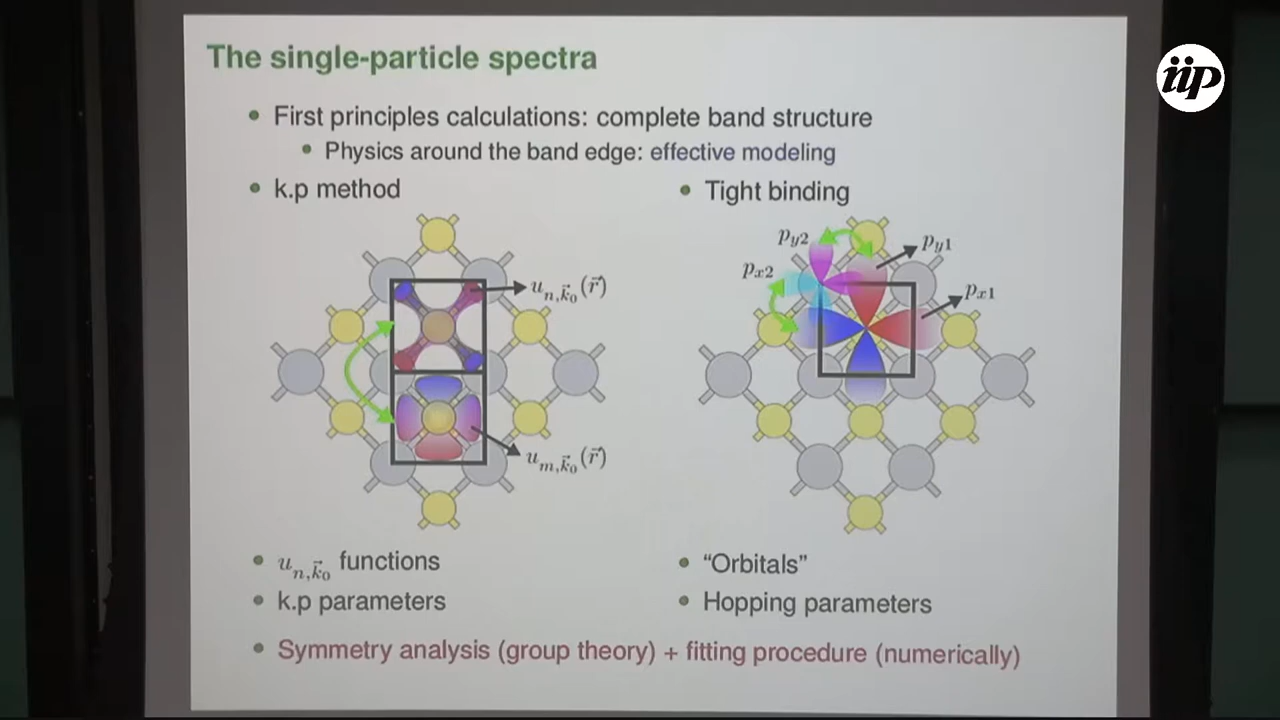 The single-particle spectra
iip
• First principles calculations: complete band structure
• Physics around the band edge: effective modeling
• k.p method
• Tight binding
p_{y2}
p_{y1}
p_{x2}
p_{x1}
u_{n,\vec{k}_0}(\vec{r})
u_{m,\vec{k}_0}(\vec{r})
• u_{n,\vec{k}_0} functions
• k.p parameters
• “Orbitals”
• Hopping parameters
• Symmetry analysis (group theory) + fitting procedure (numerically)